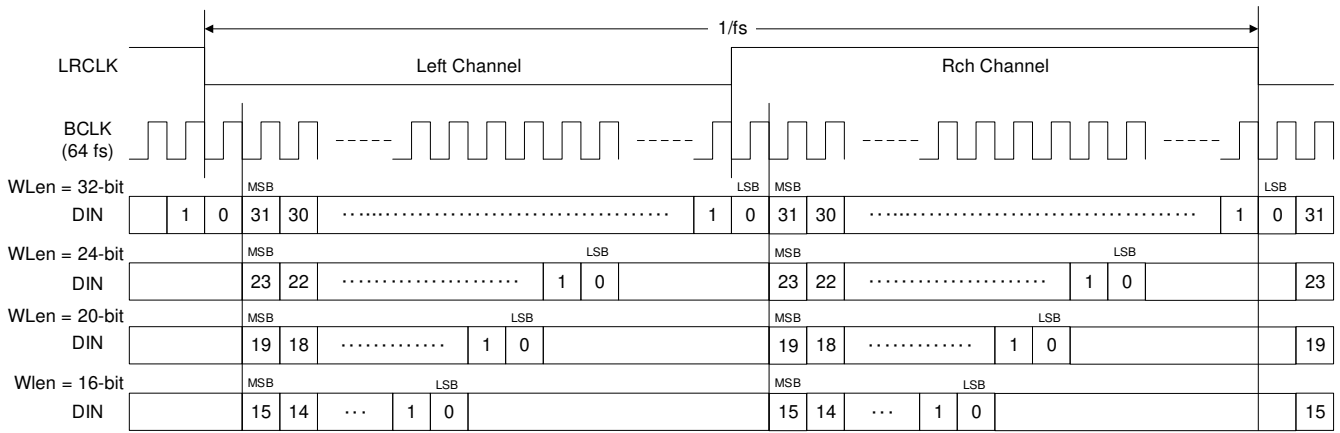 1/fs
LRCLK Left Channel Rch Channel
BCLK
(64 fs)
WLen = 32-bit MSB LSB MSB LSB
DIN 1 0 31 30 1 0 31 30 1 0 31
WLen = 24-bit MSB LSB MSB LSB
DIN 23 22 1 0 23 22 1 0 23
WLen = 20-bit MSB LSB MSB LSB
DIN 19 18 1 0 19 18 1 0 19
Wlen = 16-bit MSB LSB MSB LSB
DIN 15 14 ... 1 0 15 14 ... 1 0 15